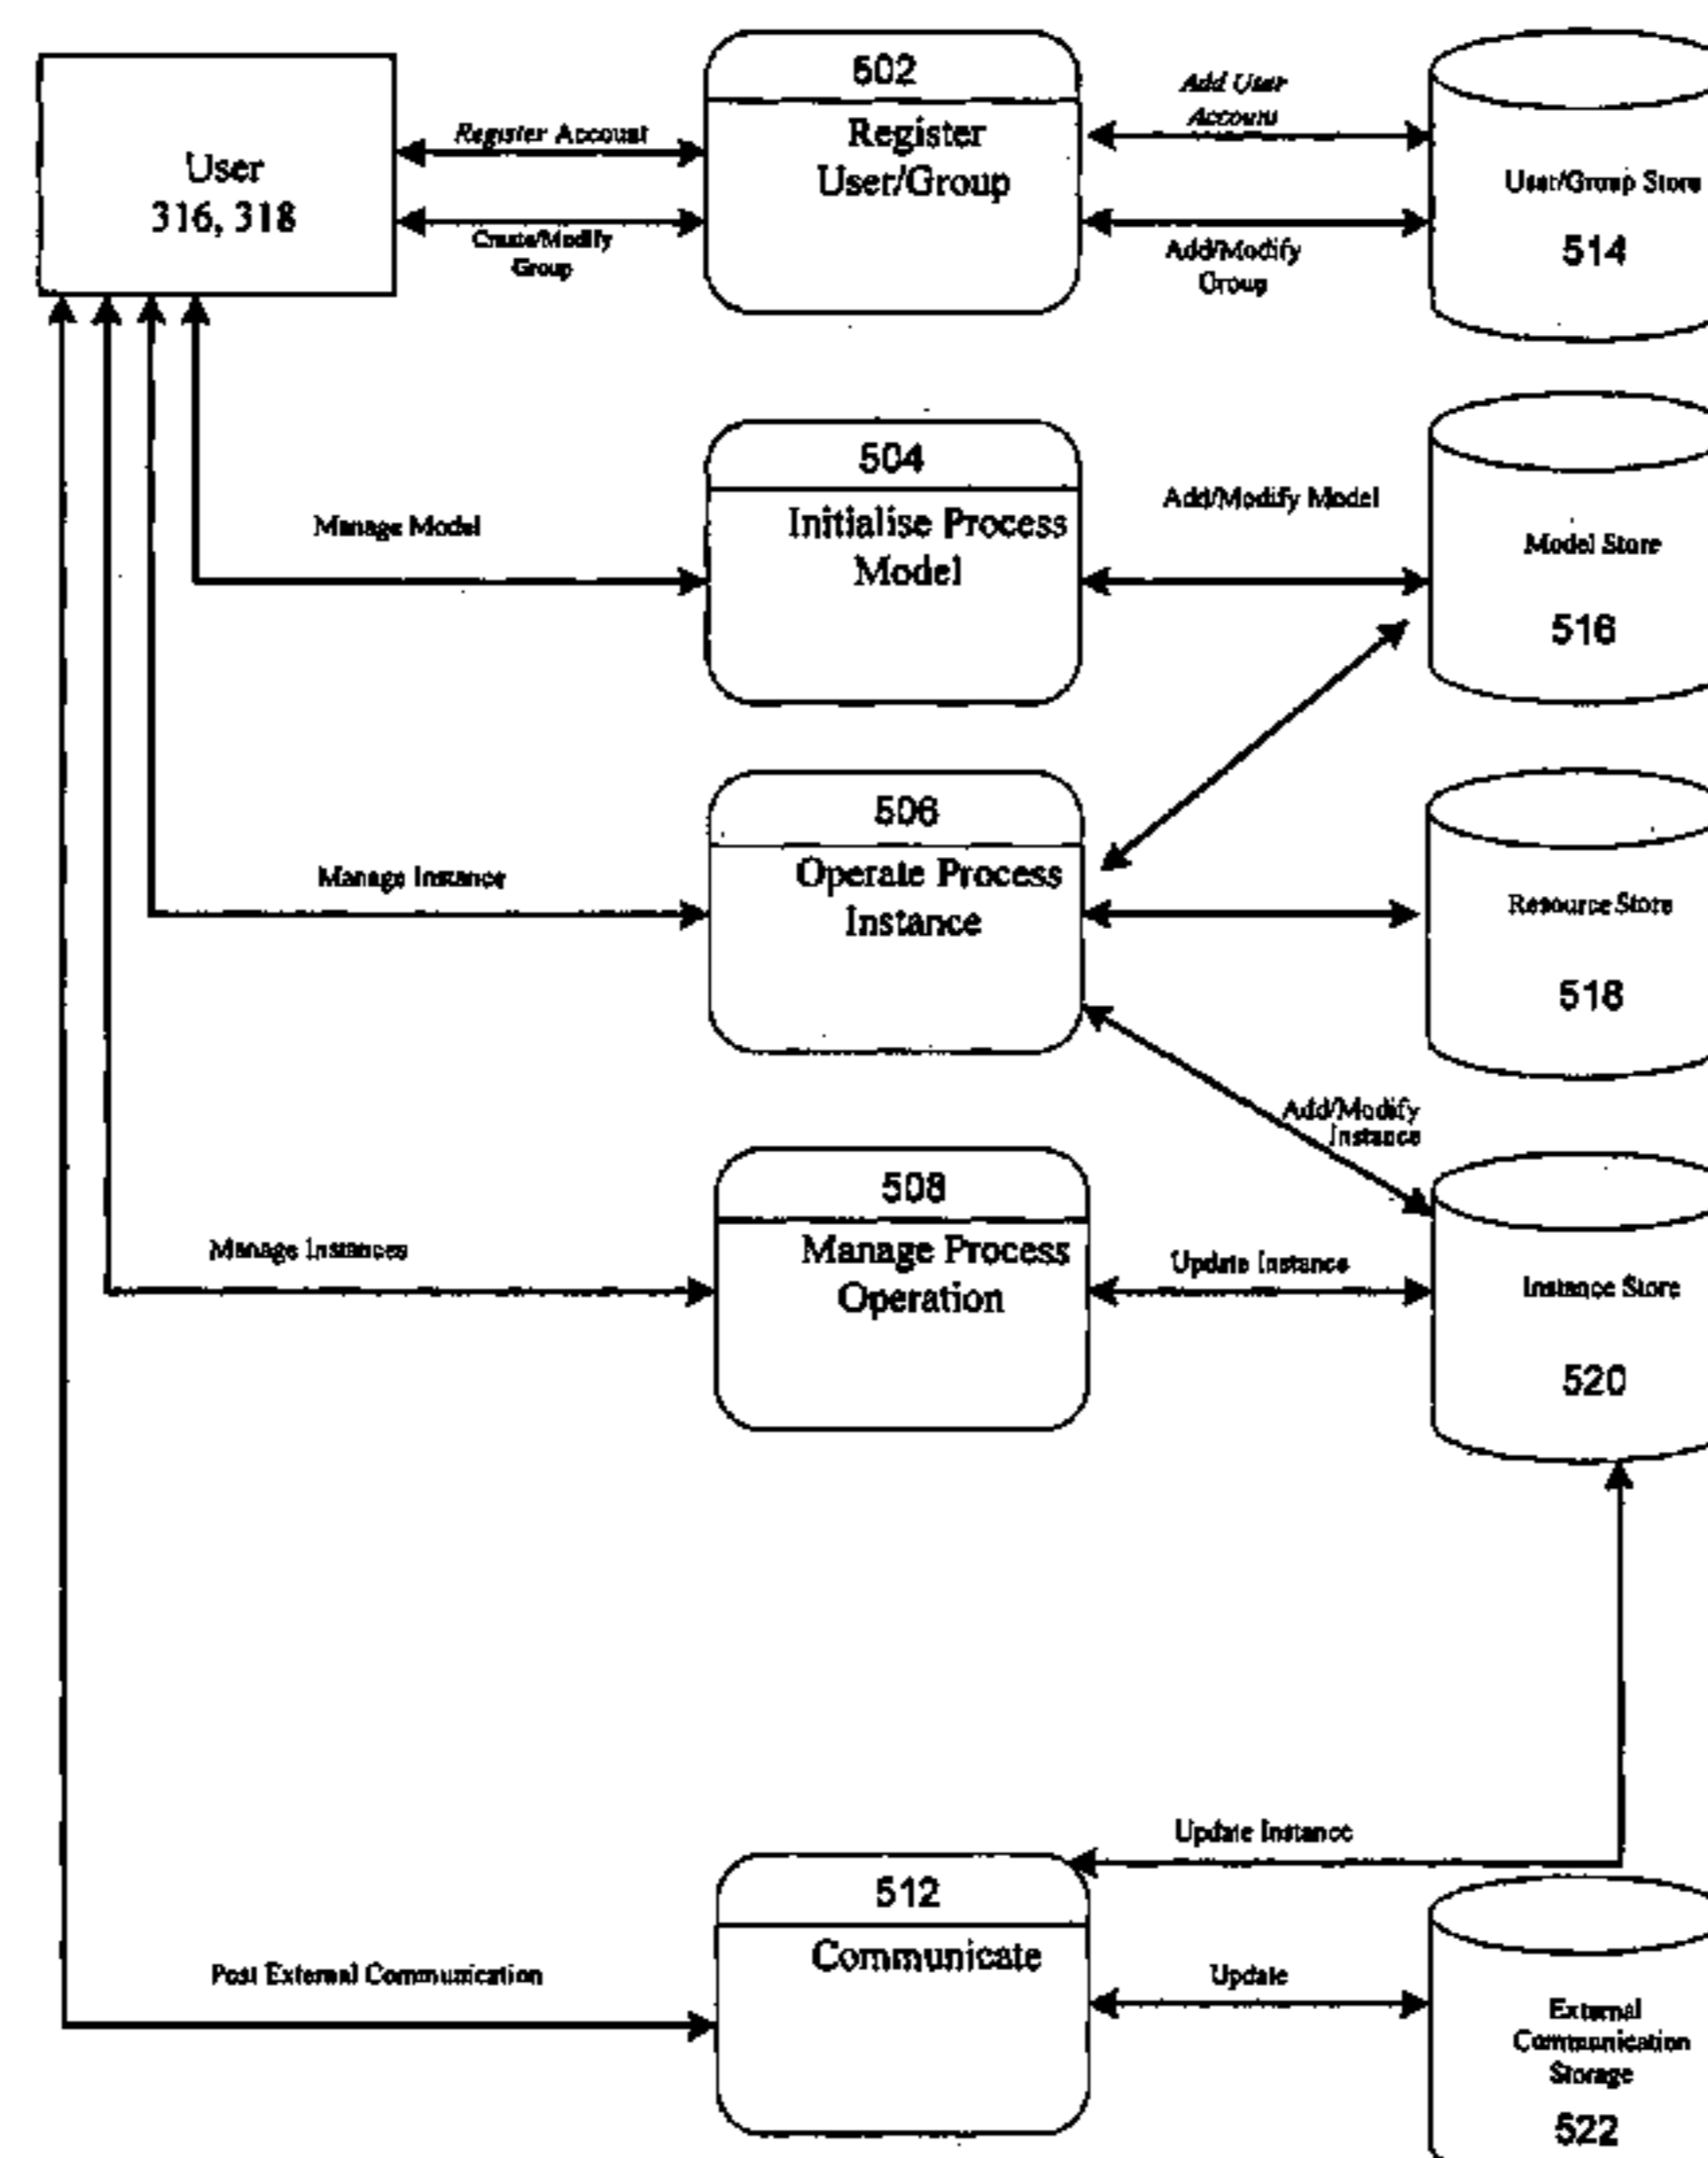 502
Add User
Account
User
316, 318
Register Account
Register
User/Group
User/Group Store
Create/Modify
Group
Add/Modify
Group
514
504
Manage Model
Initialise Process
Model
Add/Modify Model
Model Store
516
506
Manage Instance
Operate Process
Instance
Resource Store
518
Add/Modify
Instance
508
Manage Instances
Manage Process
Operation
Update Instance
Instance Store
520
Update Instance
512
Post External Communication
Communicate
Update
External
Communication
Storage
522